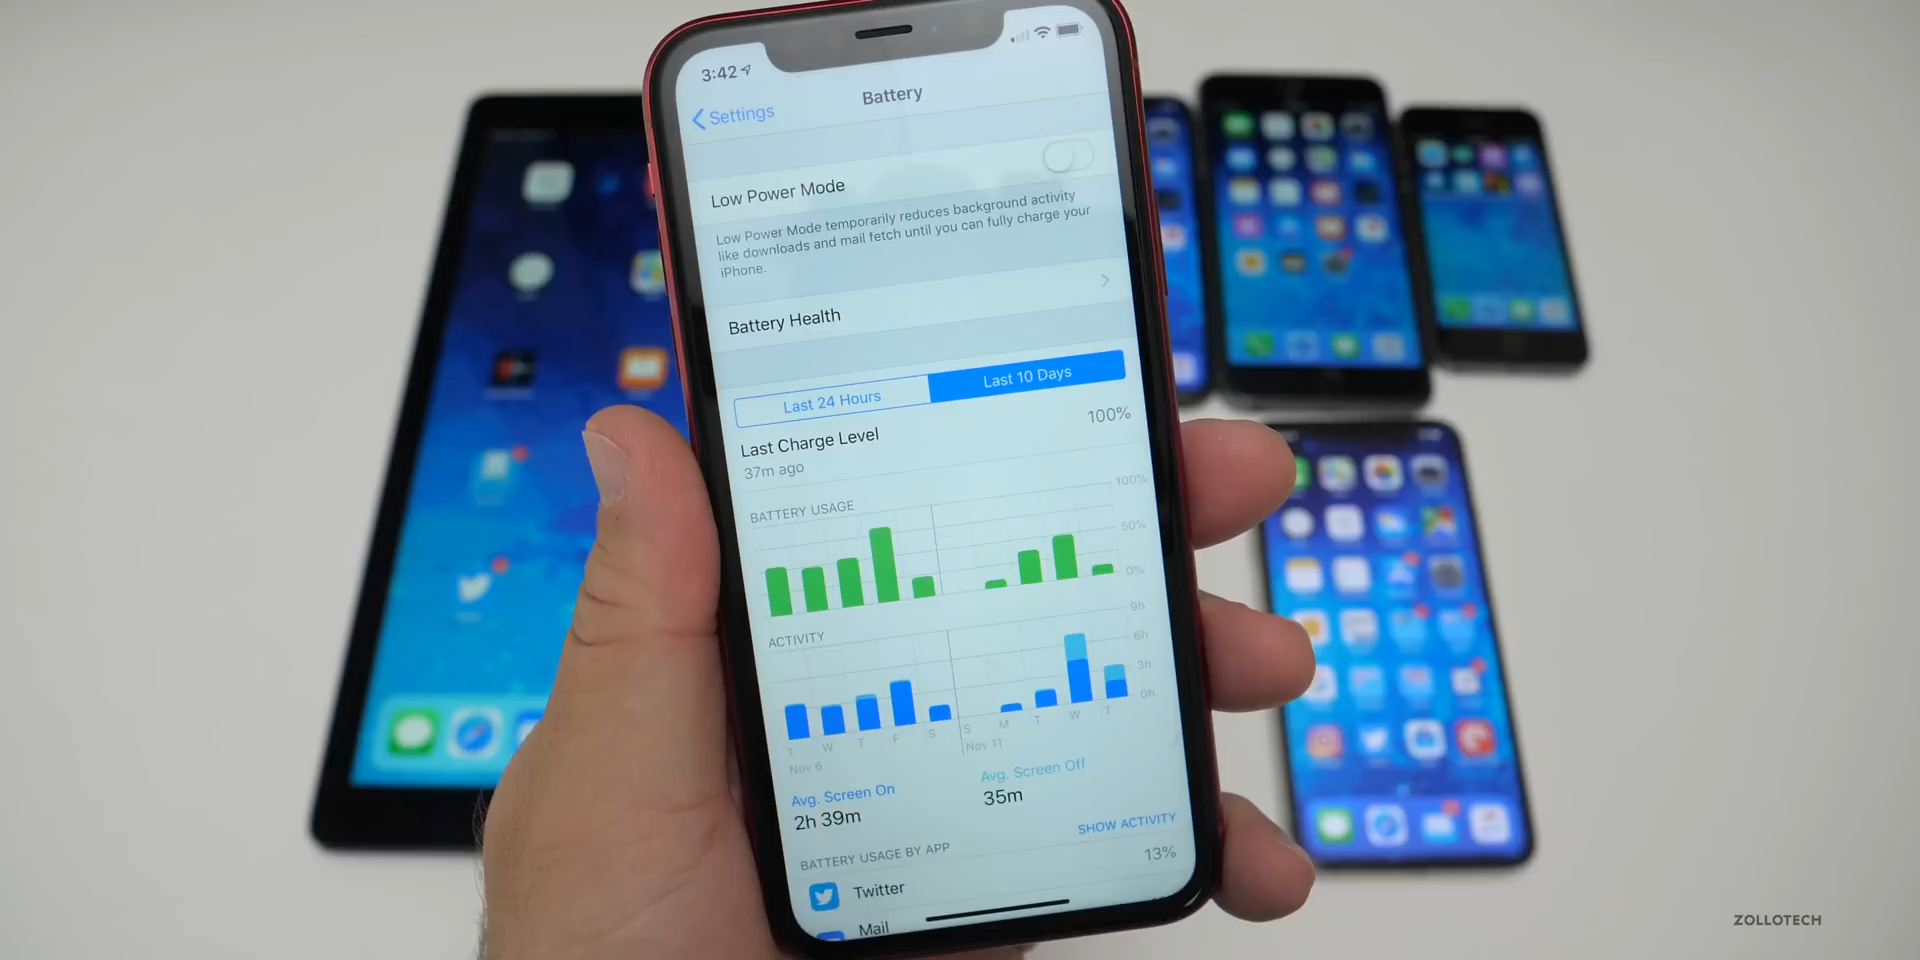 3:42
Settings
Battery
Low Power Mode
Low Power Mode temporarily reduces background activity
like downloads and mail fetch until you can fully charge your
iPhone.
Battery Health
Last 24 Hours
Last 10 Days
Last Charge Level
100%
37m ago
BATTERY USAGE
100%
50%
0%
ACTIVITY
9h
6h
3h
0h
T W T F S S M T W T
Nov 6
Nov 11
Avg. Screen On
Avg. Screen Off
2h 39m
35m
SHOW ACTIVITY
BATTERY USAGE BY APP
Twitter
13%
Mail
ZOLLOTECH